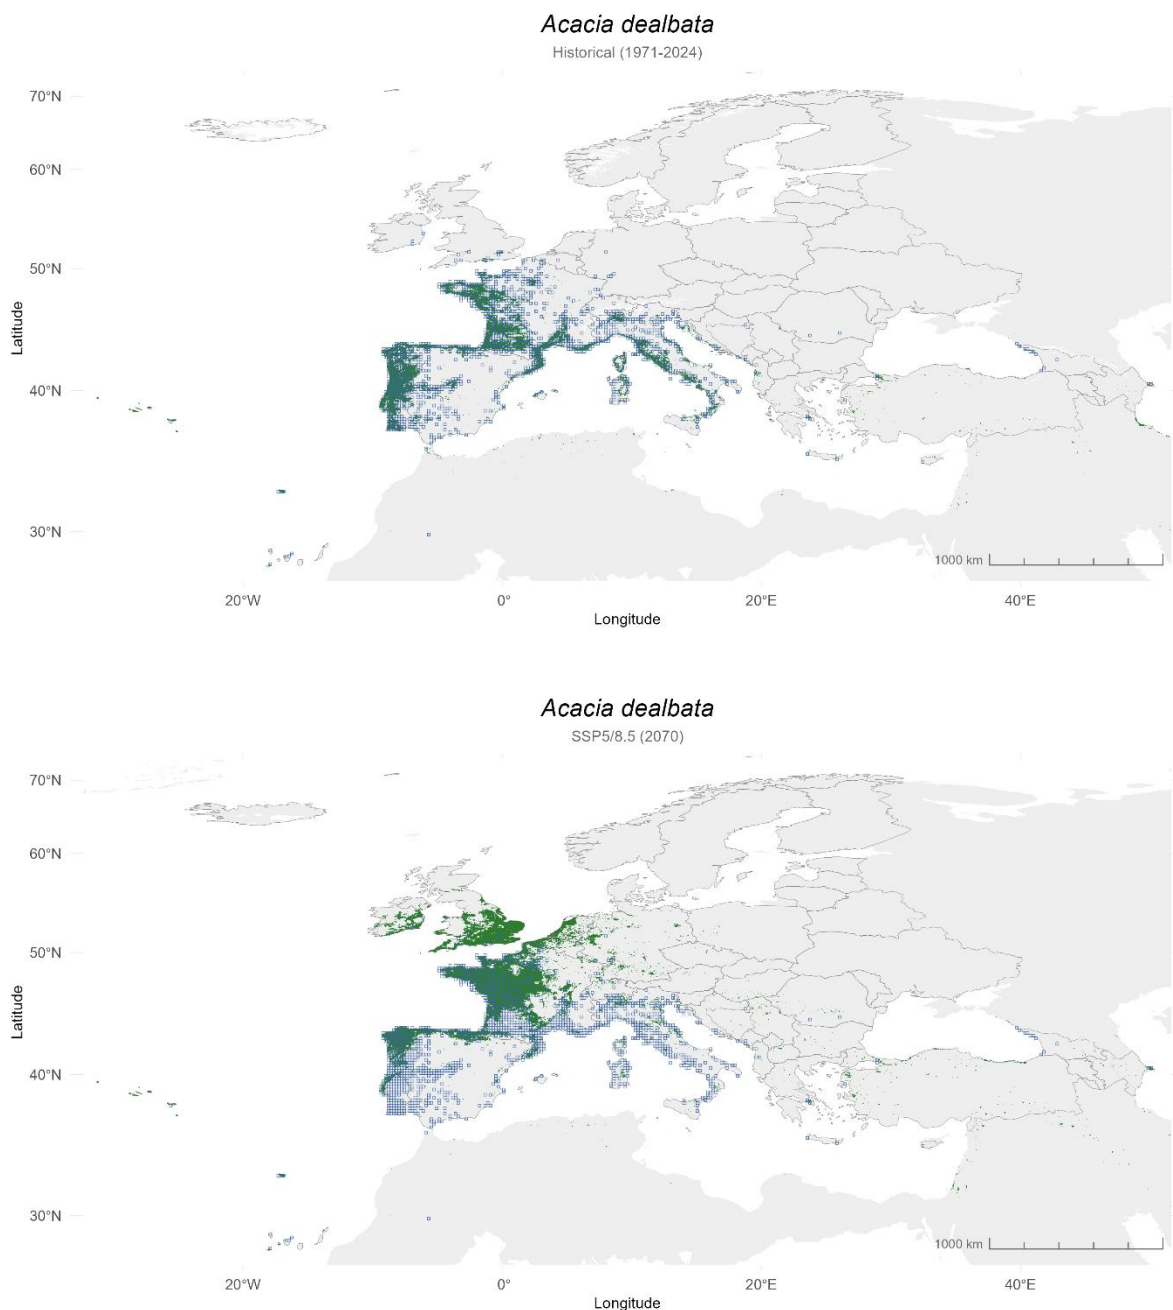 Acacia dealbata
Historical (1971-2024)
70°N
60°N
50°N
Latitude
40°N
30°N
1000 km
20°W
0°
20°E
40°E
Longitude
Acacia dealbata
SSP5/8.5 (2070)
70°N
60°N
50°N
Latitude
40°N
30°N
1000 km
20°W
0°
20°E
40°E
Longitude